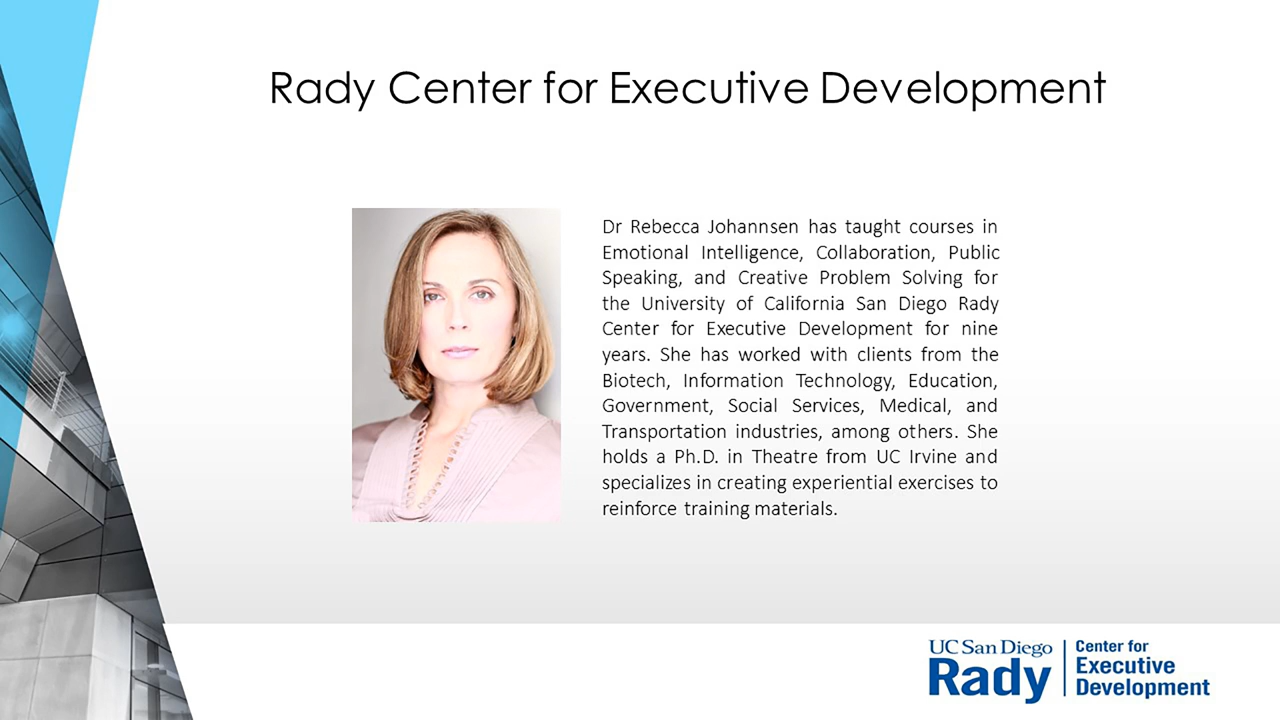 Rady Center for Executive Development
Dr Rebecca Johannsen has taught courses in
Emotional Intelligence, Collaboration, Public
Speaking, and Creative Problem Solving for
the University of California San Diego Rady
Center for Executive Development for nine
years. She has worked with clients from the
Biotech, Information Technology, Education,
Government, Social Services, Medical, and
Transportation industries, among others. She
holds a Ph.D. in Theatre from UC Irvine and
specializes in creating experiential exercises to
reinforce training materials.
UC San Diego
Rady
Center for
Executive
Development